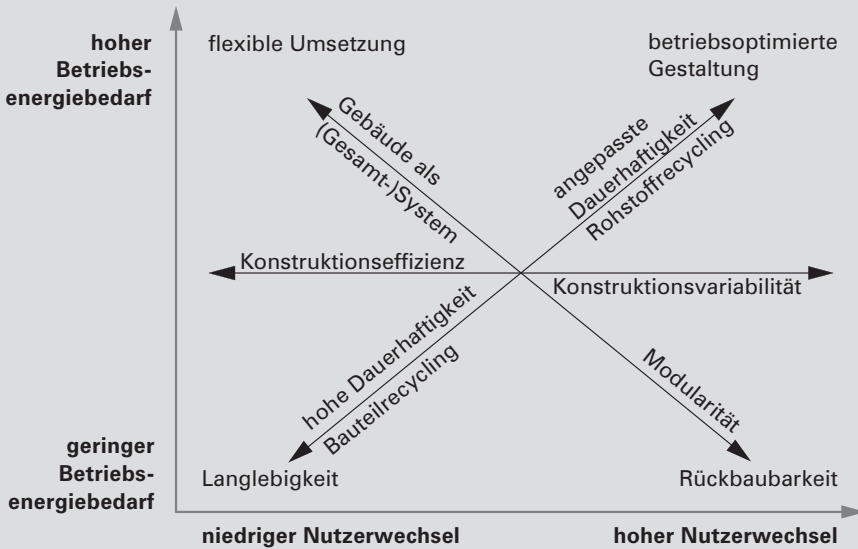 hoher
Betriebs-
energiebedarf
flexible Umsetzung
betriebsoptimierte
Gestaltung
Gebäude als
(Gesamt-)System
angepasste
Dauerhaftigkeit
Rohstoffrecycling
Konstruktionseffizienz
Konstruktionsvariabilität
hohe Dauerhaftigkeit
Bauteilrecycling
Modularität
geringer
Betriebs-
energiebedarf
Langlebigkeit
Rückbaubarkeit
niedriger Nutzerwechsel
hoher Nutzerwechsel